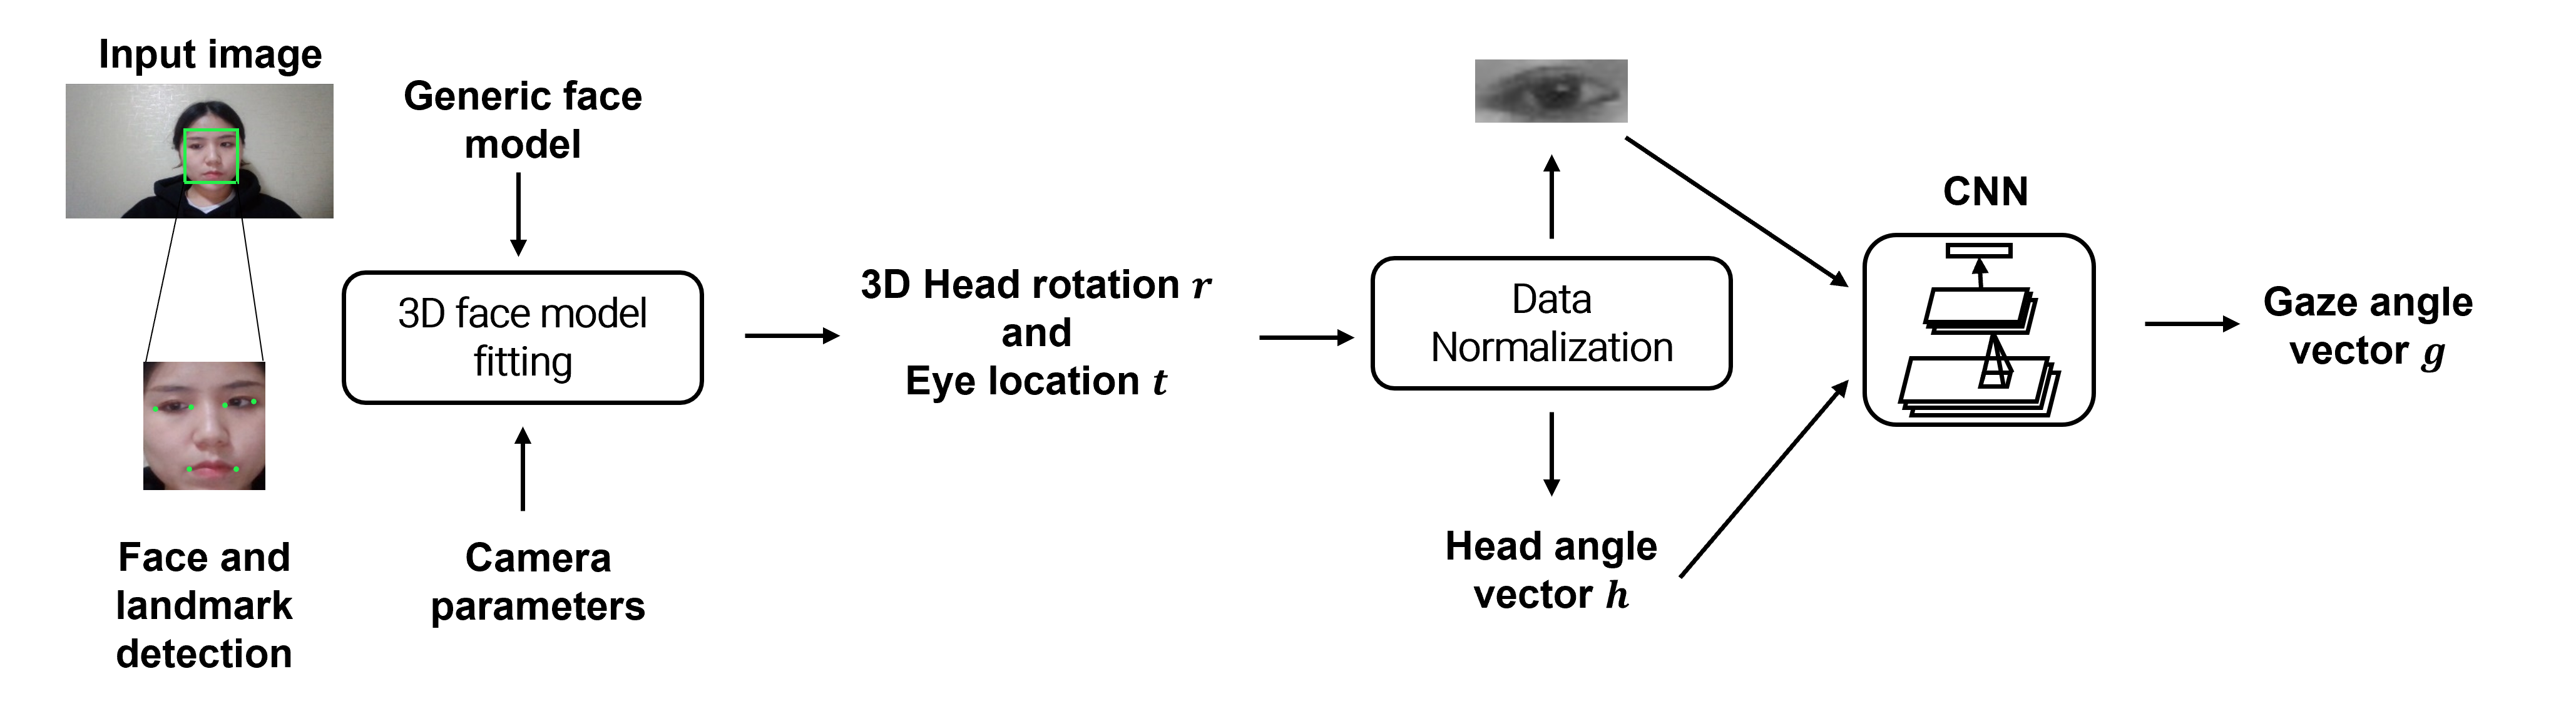 Input image
Face and
landmark
detection
Generic face
model
3D face model
fitting
Camera
parameters
3D Head rotation r
and
Eye location t
Data
Normalization
Head angle
vector h
CNN
Gaze angle
vector g